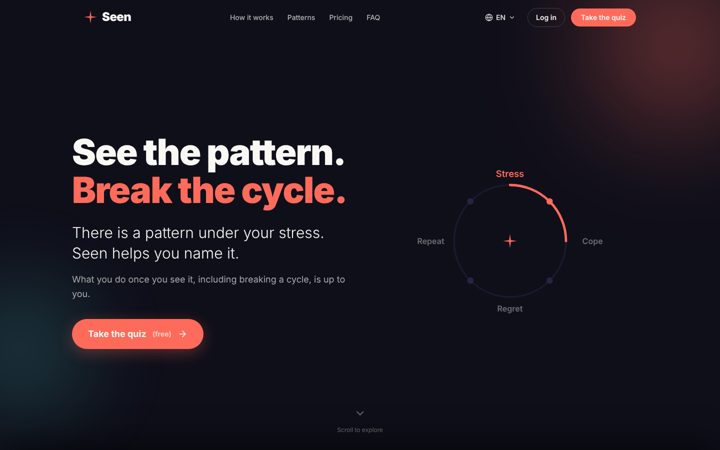 Seen
How it works
Patterns
Pricing
FAQ
EN
Log in
Take the quiz
See the pattern.
Break the cycle.
There is a pattern under your stress.
Seen helps you name it.
What you do once you see it, including breaking a cycle, is up to
you.
Take the quiz (free)
Stress
Repeat
Cope
Regret
Scroll to explore